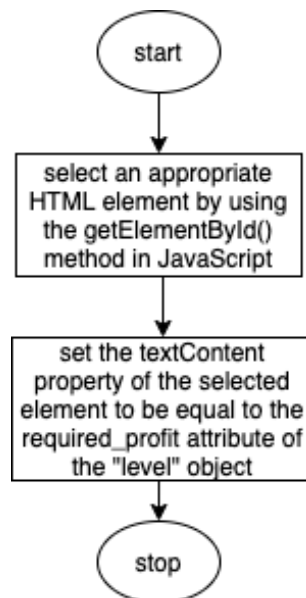 start
select an appropriate
HTML element by using
the getElementById()
method in JavaScript
set the textContent
property of the selected
element to be equal to the
required_profit attribute of
the "level" object
stop